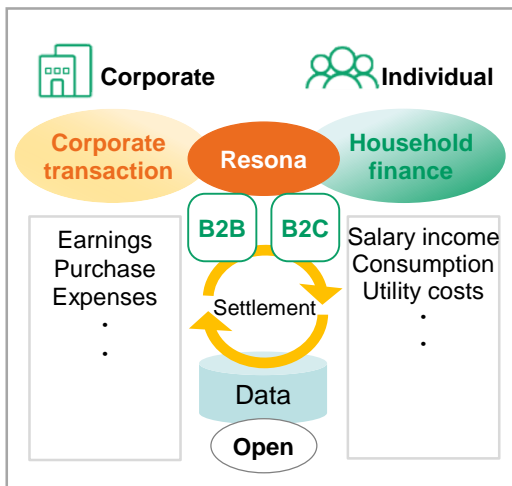 Corporate
Individual
Corporate
transaction
Resona
Household
finance
B2B
B2C
Earnings
Purchase
Expenses
・
・
Settlement
Salary income
Consumption
Utility costs
・
・
Data
Open